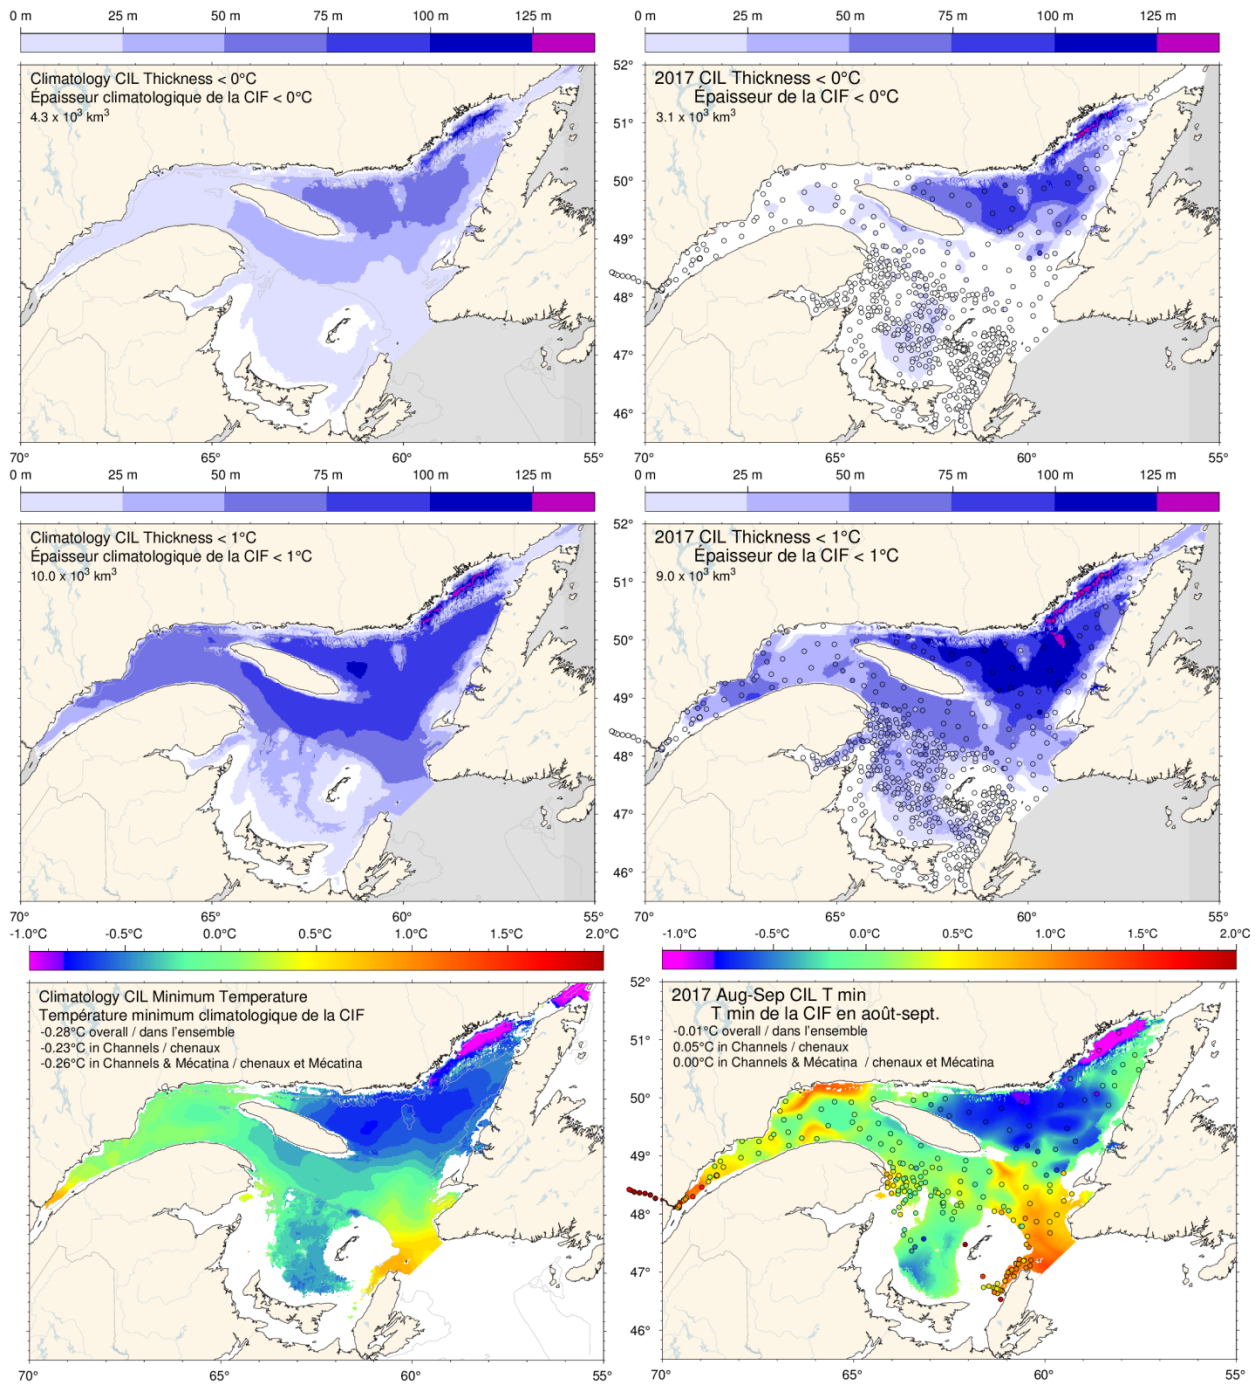 0 m 25 m 50 m 75 m 100 m 125 m
0 m 25 m 50 m 75 m 100 m 125 m
Climatology CIL Thickness < 0°C
Épaisseur climatologique de la CIF < 0°C
4.3 x 10³ km³
2017 CIL Thickness < 0°C
Épaisseur de la CIF < 0°C
3.1 x 10³ km³
52°
51°
50°
49°
48°
47°
46°
70° 65° 60° 55°
65° 60° 55°
0 m 25 m 50 m 75 m 100 m 125 m
0 m 25 m 50 m 75 m 100 m 125 m
Climatology CIL Thickness < 1°C
Épaisseur climatologique de la CIF < 1°C
10.0 x 10³ km³
2017 CIL Thickness < 1°C
Épaisseur de la CIF < 1°C
9.0 x 10³ km³
52°
51°
50°
49°
48°
47°
46°
70° 65° 60° 55°
70° 65° 60° 55°
-1.0°C -0.5°C 0.0°C 0.5°C 1.0°C 1.5°C 2.0°C
-1.0°C -0.5°C 0.0°C 0.5°C 1.0°C 1.5°C 2.0°C
Climatology CIL Minimum Temperature
Température minimum climatologique de la CIF
-0.28°C overall / dans l'ensemble
-0.23°C in Channels / chenaux
-0.26°C in Channels & Mécatina / chenaux et Mécatina
2017 Aug-Sep CIL T min
T min de la CIF en août-sept.
-0.01°C overall / dans l'ensemble
0.05°C in Channels / chenaux
0.00°C in Channels & Mécatina / chenaux et Mécatina
52°
51°
50°
49°
48°
47°
46°
70° 65° 60° 55°
65° 60° 55°